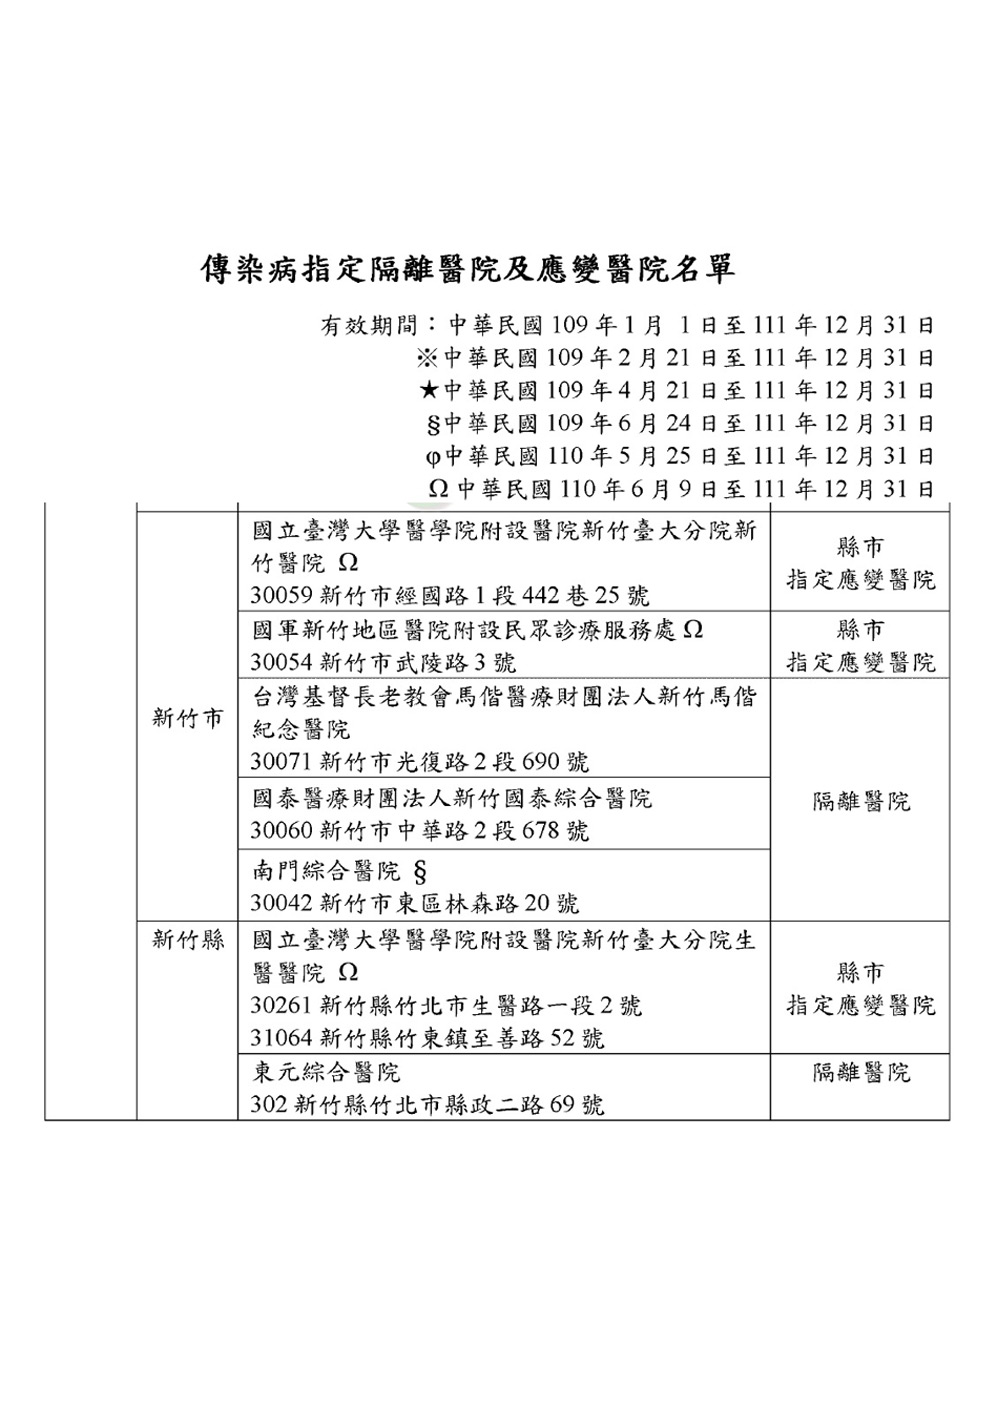 傳染病指定隔離醫院及應變醫院名單
有效期間：中華民國 109 年 1 月 1 日至 111 年 12 月 31 日
※中華民國 109 年 2 月 21 日至 111 年 12 月 31 日
★中華民國 109 年 4 月 21 日至 111 年 12 月 31 日
§中華民國 109 年 6 月 24 日至 111 年 12 月 31 日
φ中華民國 110 年 5 月 25 日至 111 年 12 月 31 日
Ω 中華民國 110 年 6 月 9 日至 111 年 12 月 31 日
新竹市
國立臺灣大學醫學院附設醫院新竹臺大分院新
竹醫院 Ω
30059 新竹市經國路 1 段 442 巷 25 號
縣市
指定應變醫院
國軍新竹地區醫院附設民眾診療服務處 Ω
30054 新竹市武陵路 3 號
縣市
指定應變醫院
台灣基督長老教會馬偕醫療財團法人新竹馬偕
紀念醫院
30071 新竹市光復路 2 段 690 號
國泰醫療財團法人新竹國泰綜合醫院
30060 新竹市中華路 2 段 678 號
隔離醫院
南門綜合醫院 §
30042 新竹市東區林森路 20 號
新竹縣
國立臺灣大學醫學院附設醫院新竹臺大分院生
醫醫院 Ω
30261 新竹縣竹北市生醫路一段 2 號
31064 新竹縣竹東鎮至善路 52 號
縣市
指定應變醫院
東元綜合醫院
302 新竹縣竹北市縣政二路 69 號
隔離醫院